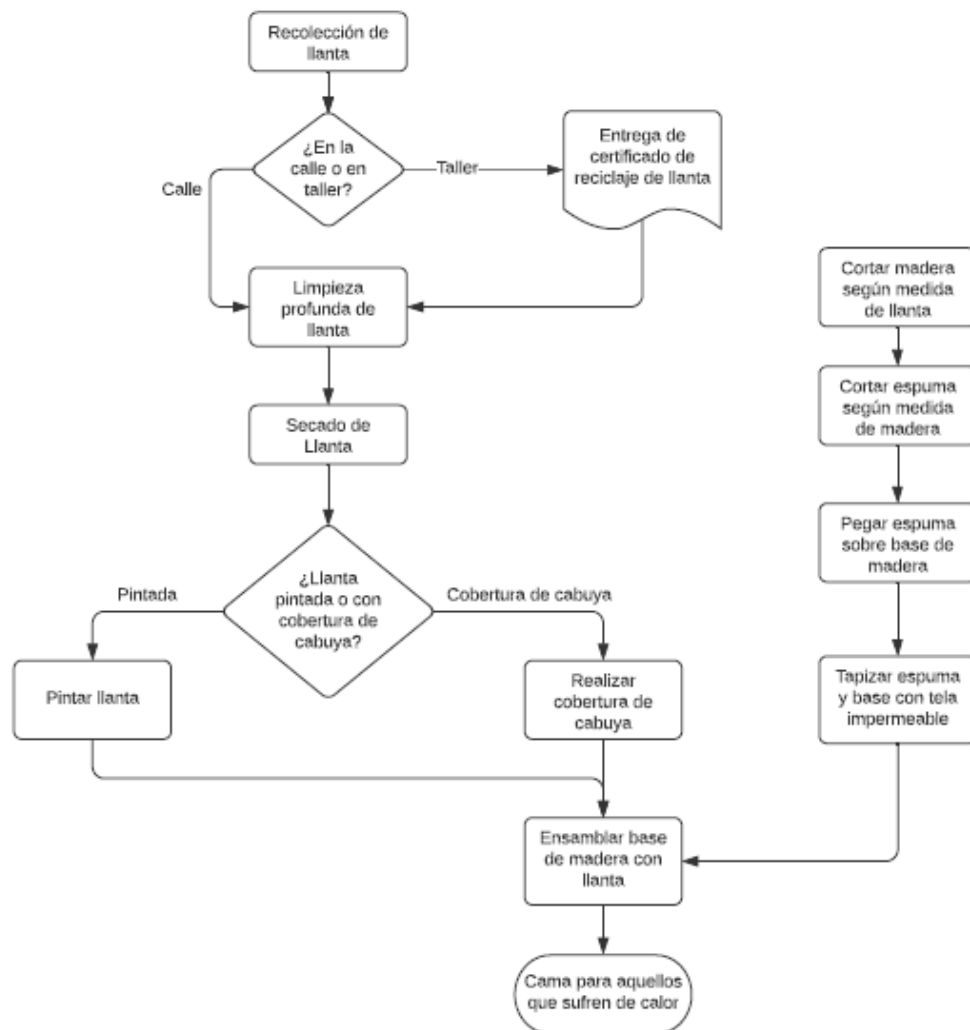 Recolección de
llanta
¿En la
calle o en
taller?
Calle
Taller
Entrega de
certificado de
reciclaje de llanta
Limpieza
profunda de
llanta
Secado de
Llanta
¿Llanta
pintada o con
cobertura de
cabuya?
Pintada
Cobertura de cabuya
Pintar llanta
Realizar
cobertura de
cabuya
Cortar madera
según medida
de llanta
Cortar espuma
según medida
de madera
Pegar espuma
sobre base de
madera
Tapizar espuma
y base con tela
impermeable
Ensamblar base
de madera con
llanta
Cama para aquellos
que sufren de calor